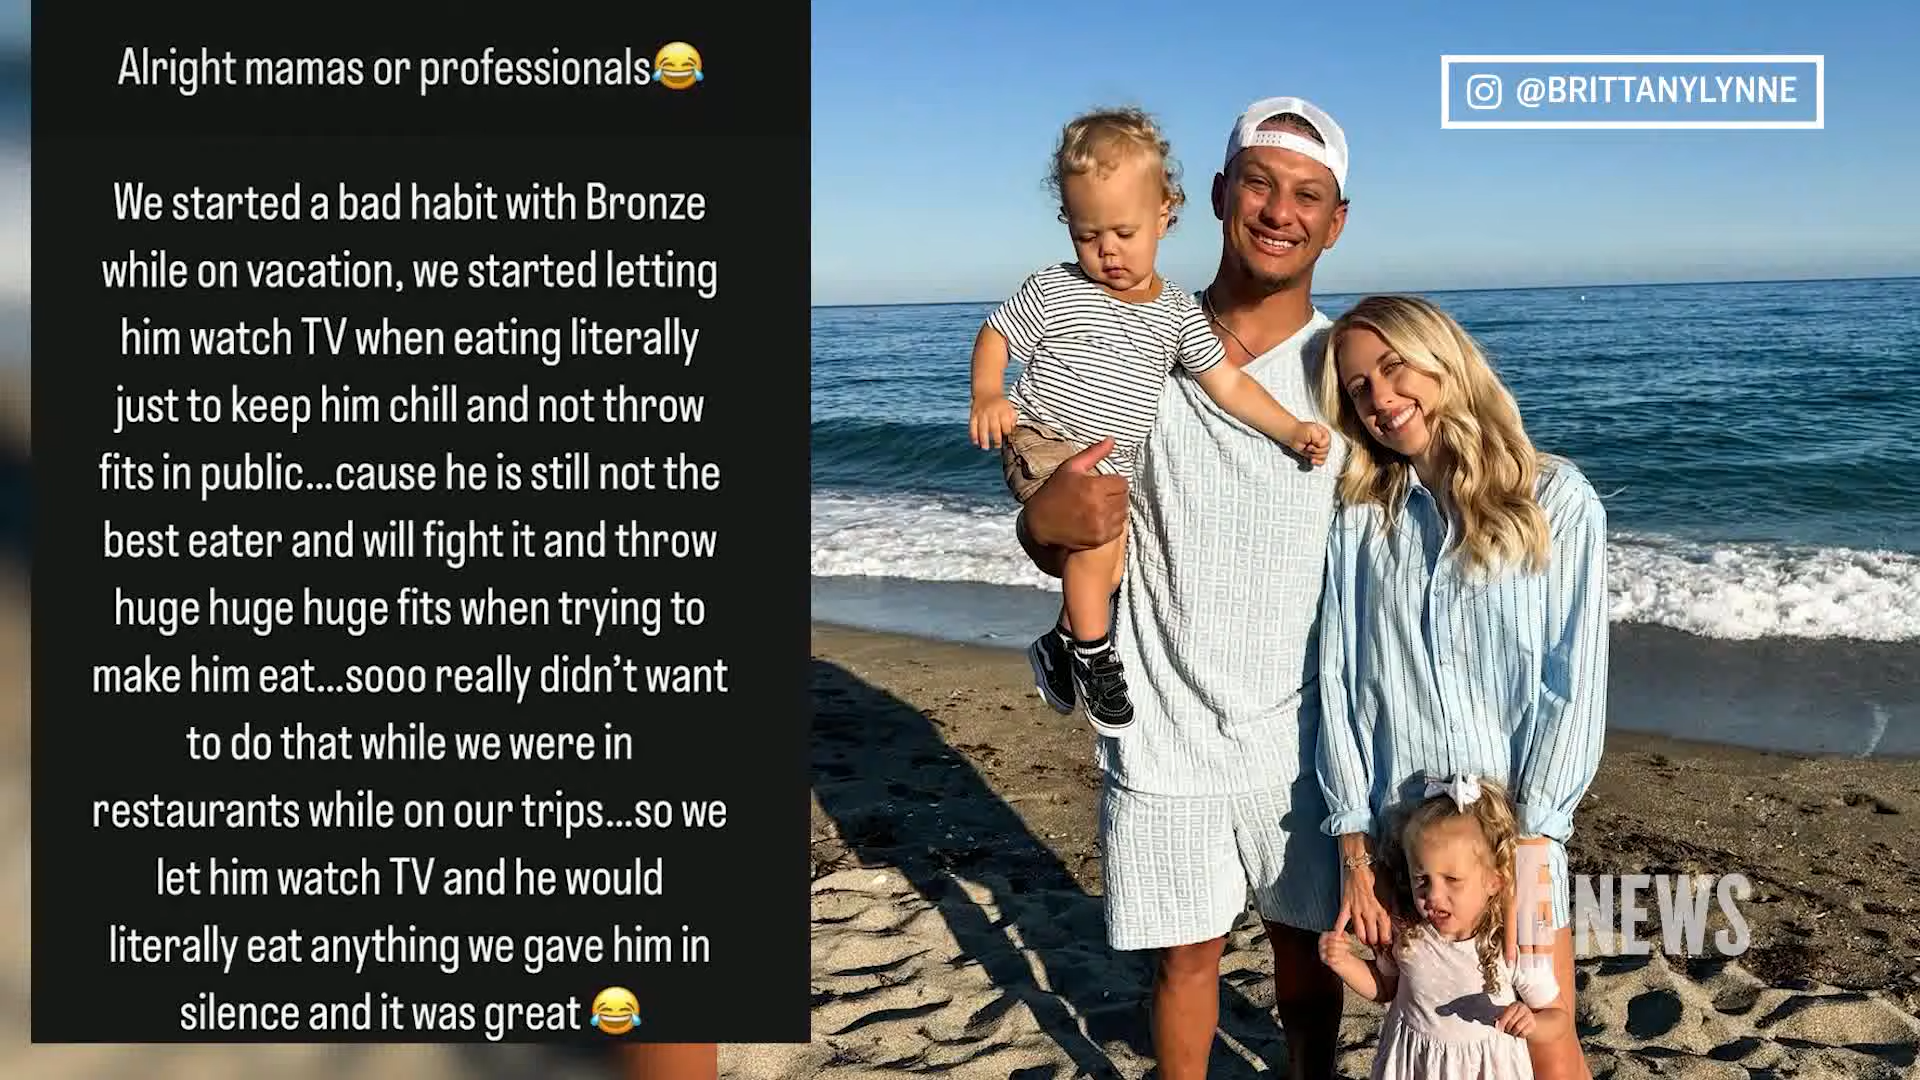 Alright mamas or professionals😂
We started a bad habit with Bronze
while on vacation, we started letting
him watch TV when eating literally
just to keep him chill and not throw
fits in public...cause he is still not the
best eater and will fight it and throw
huge huge huge fits when trying to
make him eat...sooo really didn't want
to do that while we were in
restaurants while on our trips...so we
let him watch TV and he would
literally eat anything we gave him in
silence and it was great 😂
@BRITTANYLYNNE
E NEWS